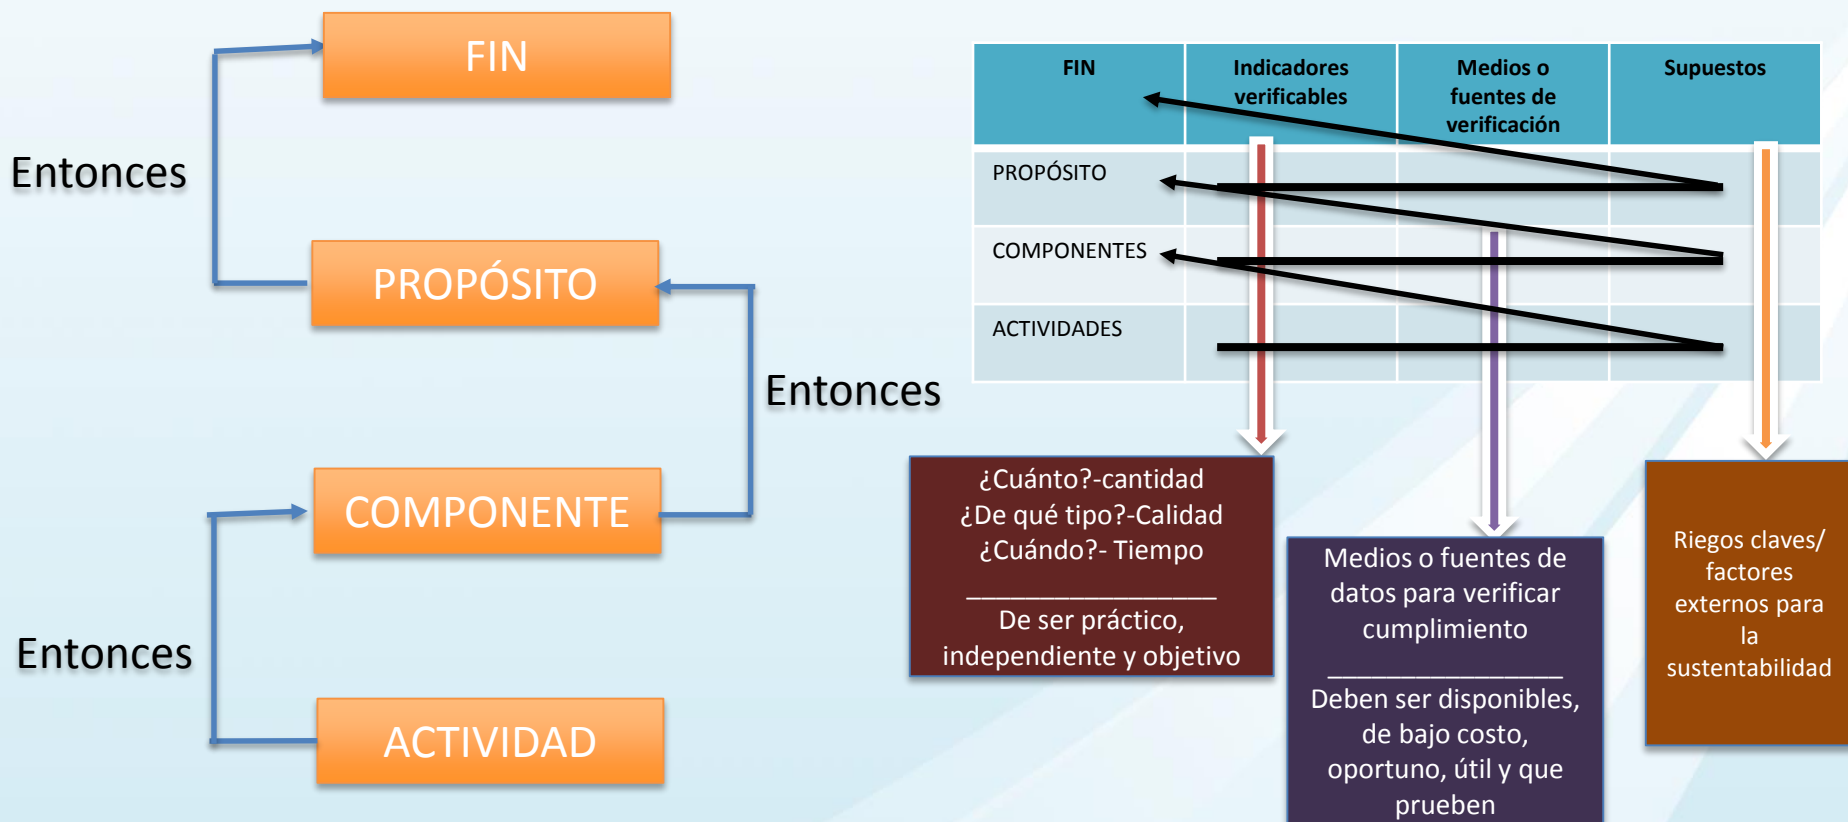 FIN
Entonces
PROPÓSITO
Entonces
COMPONENTE
Entonces
ACTIVIDAD
FIN
Indicadores
verificables
Medios o
fuentes de
verificación
Supuestos
PROPÓSITO
COMPONENTES
ACTIVIDADES
¿Cuánto?-cantidad
¿De qué tipo?-Calidad
¿Cuándo?- Tiempo
__________________
De ser práctico,
independiente y objetivo
Medios o fuentes de
datos para verificar
cumplimiento
_________________
Deben ser disponibles,
de bajo costo,
oportuno, útil y que
prueben
Riegos claves/
factores
externos para
la
sustentabilidad